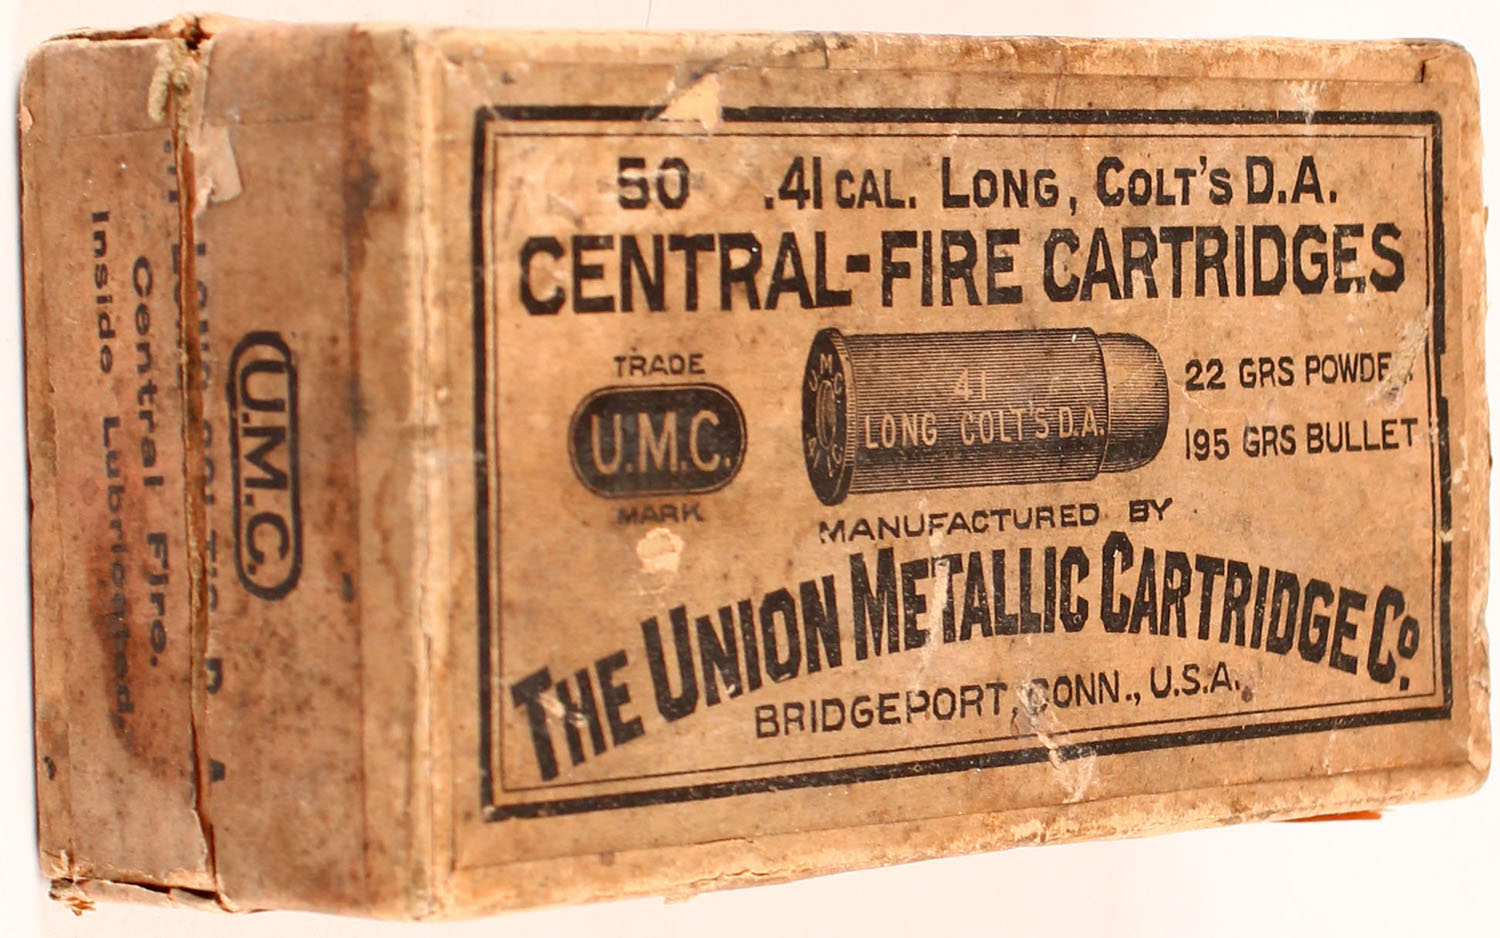 50 .41 CAL. LONG, COLT'S D.A.
CENTRAL-FIRE CARTRIDGES
TRADE
U.M.C.
MARK
U.M.C.
41
LONG COLT'S D.A.
22 GRS POWDER
195 GRS BULLET
MANUFACTURED BY
THE UNION METALLIC CARTRIDGE CO.
BRIDGEPORT, CONN., U.S.A.
U.M.C.
Central Fire.
Inside Lubricated.